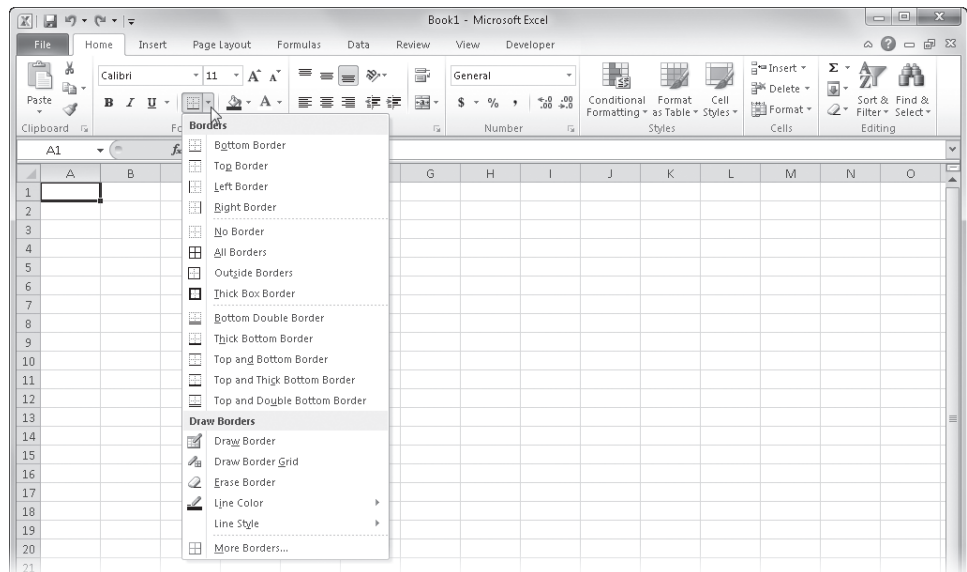 Book1 - Microsoft Excel
File Home Insert Page Layout Formulas Data Review View Developer
Paste
Calibri 11
B I U A
A A
General
$ % ,
Conditional Formatting
Format as Table
Cell Styles
Insert
Delete
Format
Σ
Sort & Filter
Find & Select
Clipboard
Number
Styles
Cells
Editing
A1
A B G H I J K L M N O
Borders
Bottom Border
Top Border
Left Border
Right Border
No Border
All Borders
Outside Borders
Thick Box Border
Bottom Double Border
Thick Bottom Border
Top and Bottom Border
Top and Thick Bottom Border
Top and Double Bottom Border
Draw Borders
Draw Border
Draw Border Grid
Erase Border
Line Color
Line Style
More Borders...
1
2
3
4
5
6
7
8
9
10
11
12
13
14
15
16
17
18
19
20
21